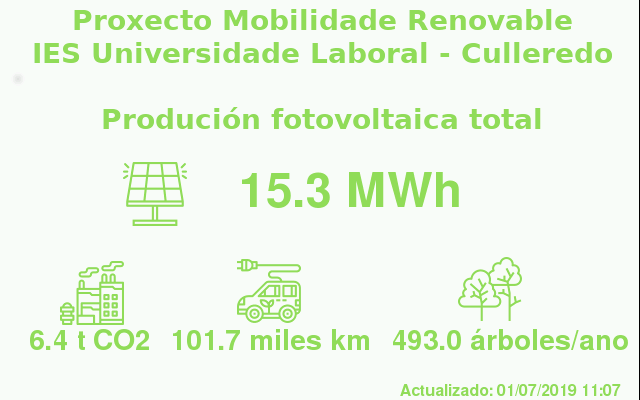 Proxecto Mobilidade Renovable
IES Universidade Laboral - Culleredo
Produción fotovoltaica total
15.3 MWh
6.4 t CO2 101.7 miles km 493.0 árboles/ano
Actualizado: 01/07/2019 11:07